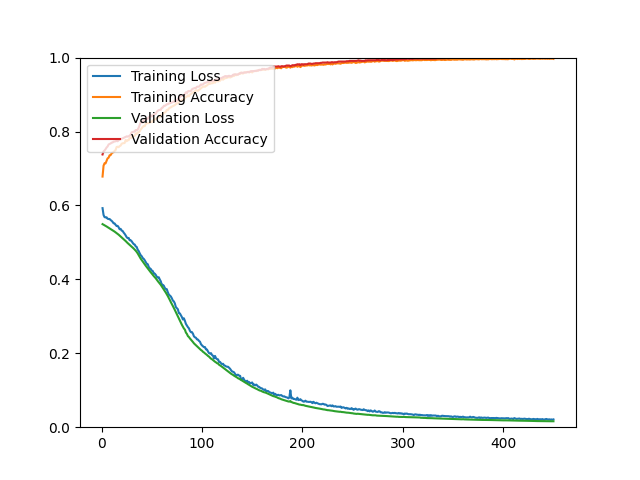 1.0
0.8
0.6
0.4
0.2
0.0
Training Loss
Training Accuracy
Validation Loss
Validation Accuracy
0 100 200 300 400